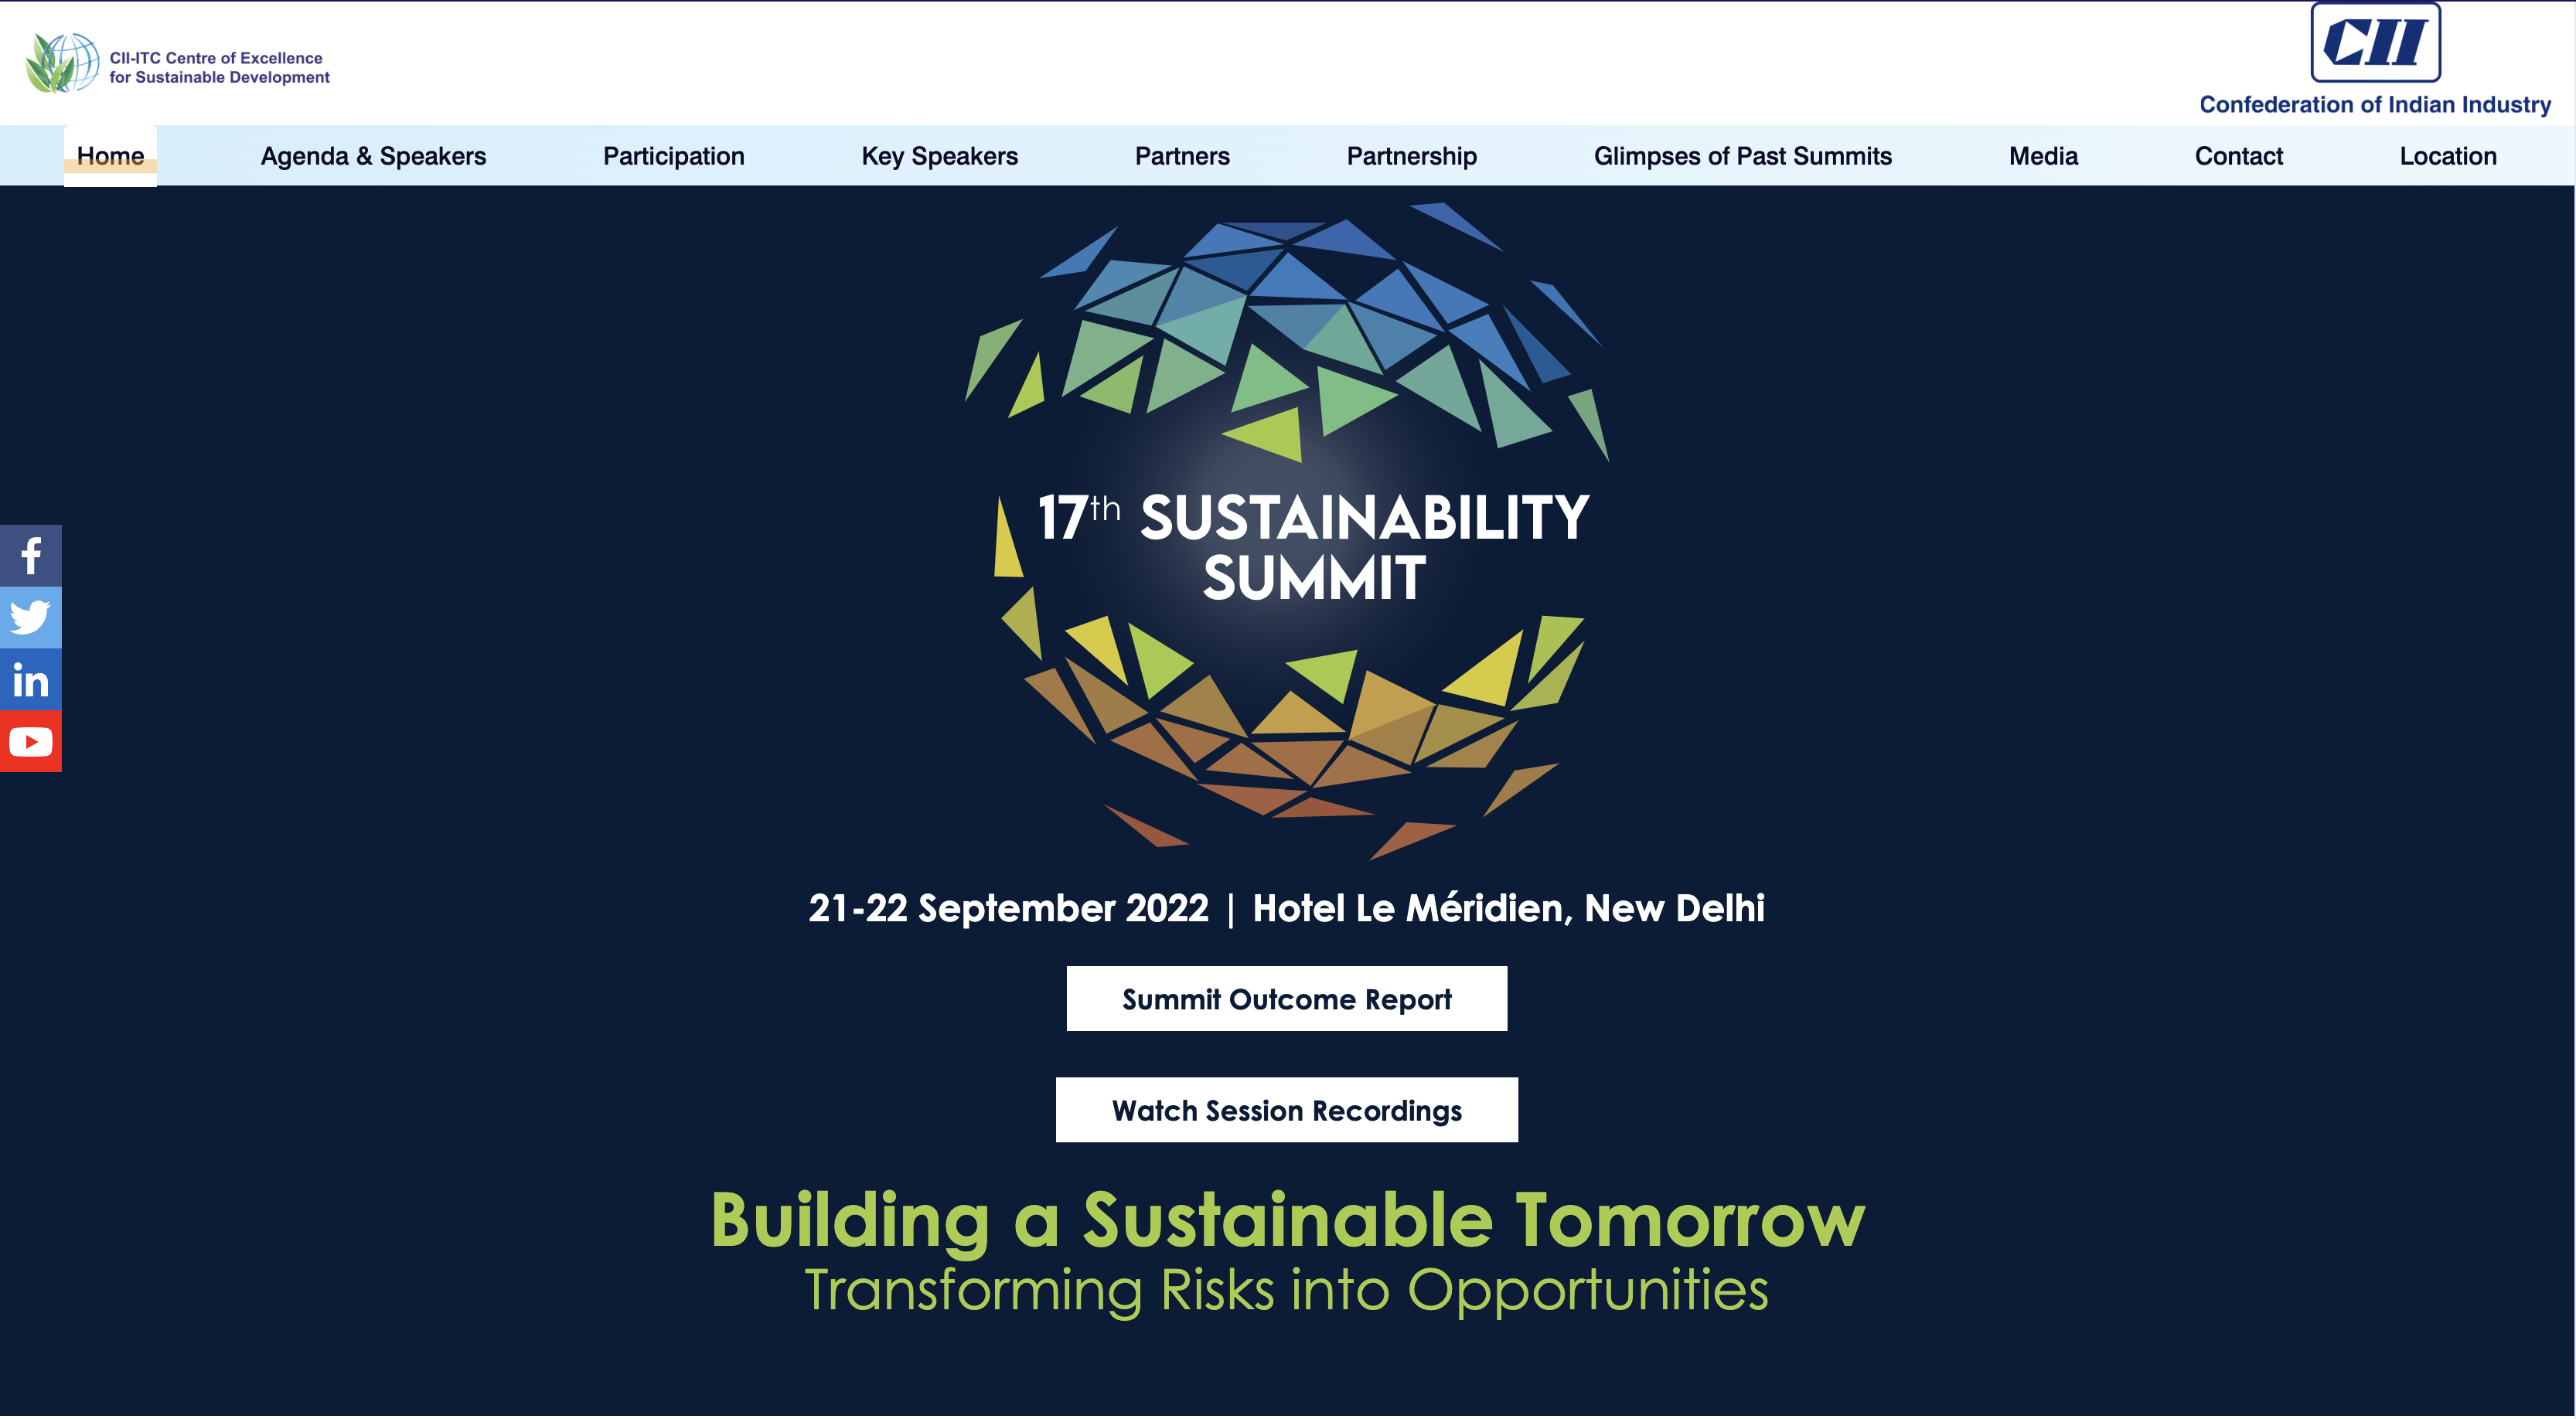 CII-ITC Centre of Excellence
for Sustainable Development
CII
Confederation of Indian Industry
Home Agenda & Speakers Participation Key Speakers Partners Partnership Glimpses of Past Summits Media Contact Location
17th SUSTAINABILITY
SUMMIT
f
in
21-22 September 2022 | Hotel Le Méridien, New Delhi
Summit Outcome Report
Watch Session Recordings
Building a Sustainable Tomorrow
Transforming Risks into Opportunities